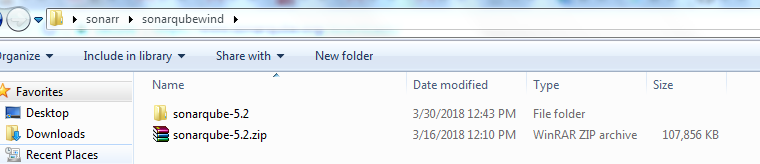 sonarr sonarqubewind
Organize Include in library Share with New folder
Name Date modified Type Size
Favorites
Desktop sonarqube-5.2 3/30/2018 12:43 PM File folder
Downloads sonarqube-5.2.zip 3/16/2018 12:10 PM WinRAR ZIP archive 107,856 KB
Recent Places